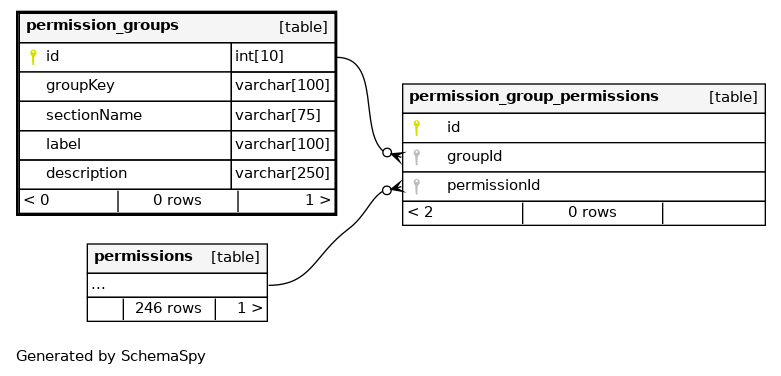 permission_groups [table]
id int[10]
groupKey varchar[100]
sectionName varchar[75]
label varchar[100]
description varchar[250]
< 0 0 rows 1 >
permission_group_permissions [table]
id
groupId
permissionId
< 2 0 rows
permissions [table]
...
246 rows 1 >
Generated by SchemaSpy